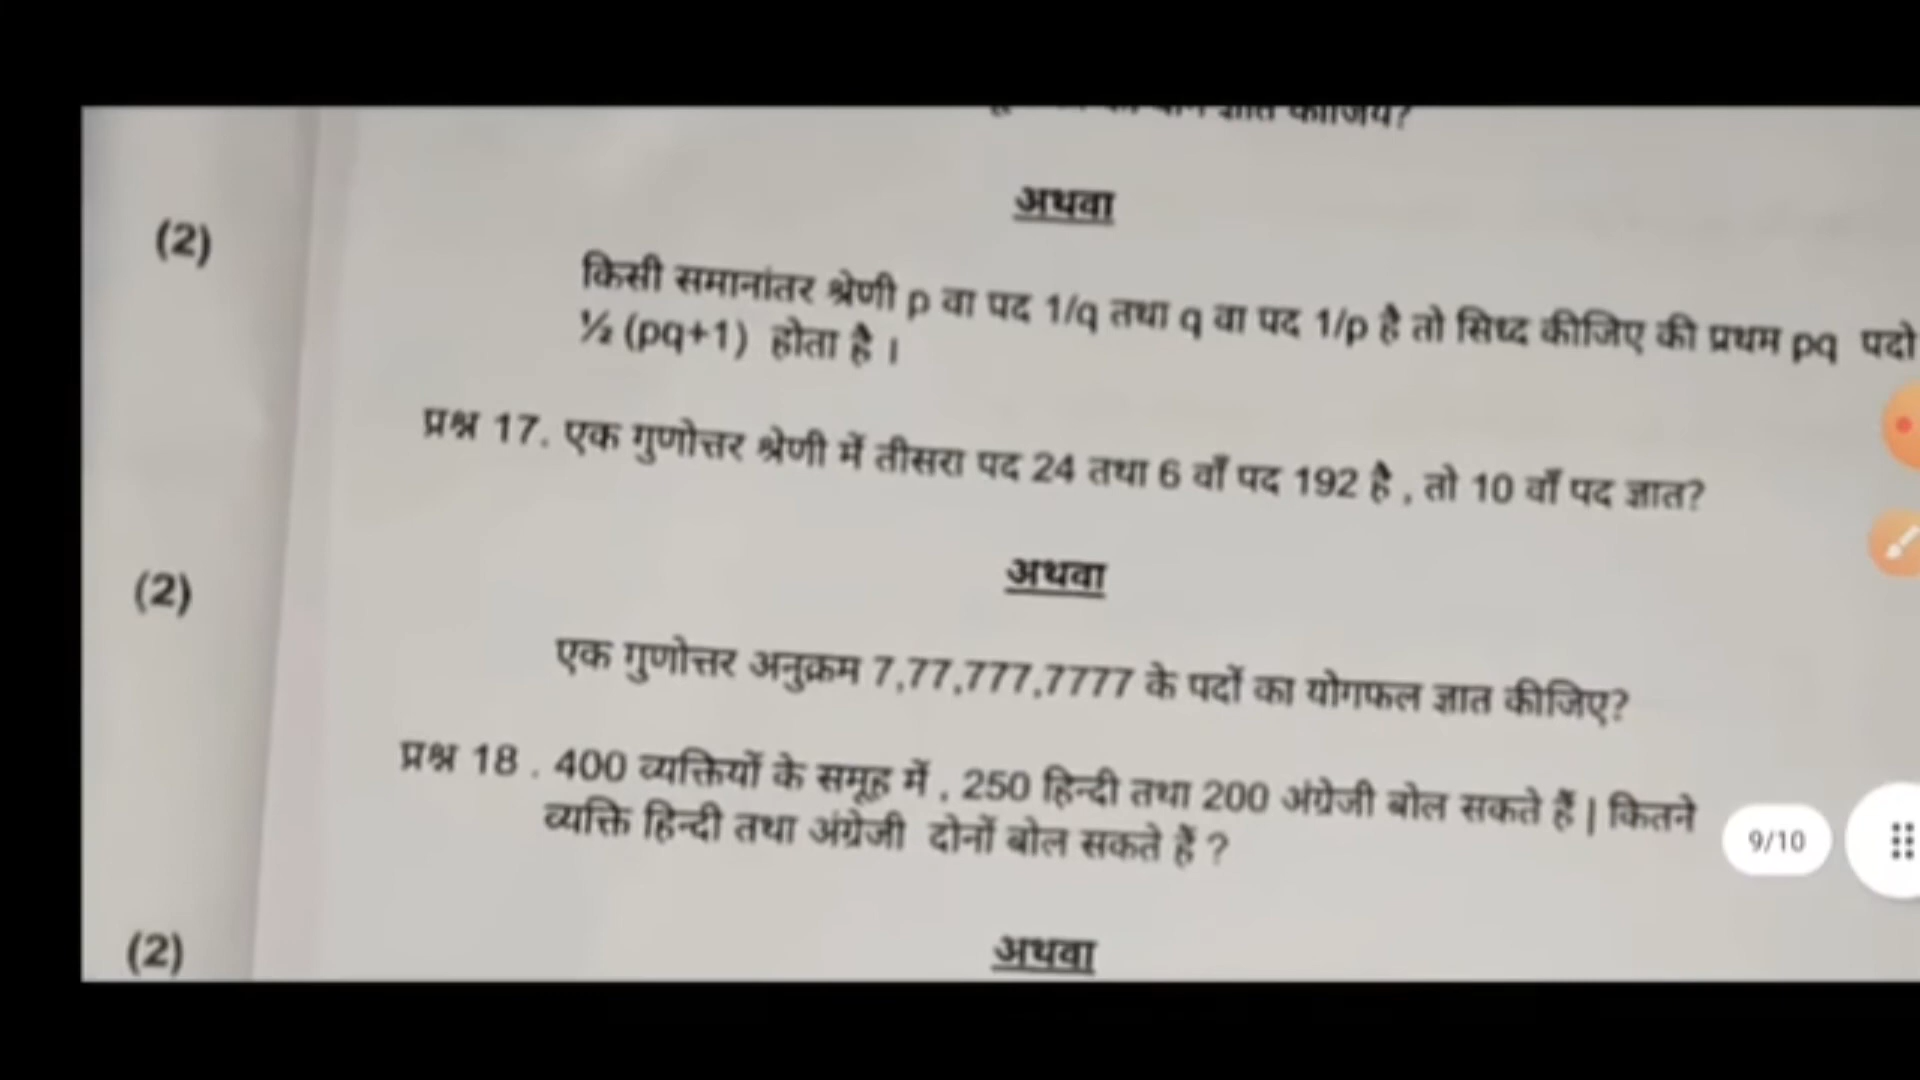 ज्ञात कीजिये?
अथवा
(2)
किसी समानांतर श्रेणी p वा पद 1/q तथा q वा पद 1/p है तो सिध्द कीजिए की प्रथम pq पदो
½ (pq+1) होता है ।
प्रश्न 17. एक गुणोत्तर श्रेणी में तीसरा पद 24 तथा 6 वाँ पद 192 है , तो 10 वाँ पद ज्ञात?
अथवा
(2)
एक गुणोत्तर अनुक्रम 7,77,777,7777 के पदों का योगफल ज्ञात कीजिए?
प्रश्न 18 . 400 व्यक्तियों के समूह में , 250 हिन्दी तथा 200 अंग्रेजी बोल सकते हैं | कितने
व्यक्ति हिन्दी तथा अंग्रेजी दोनों बोल सकते हैं ?
9/10
(2)
अथवा